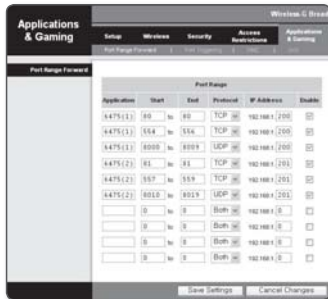 Wireless-G Broad
Applications & Gaming
Setup Wireless Security Access Restrictions Applications & Gaming
Port Range Forward | Port Triggering | |
Port Range Forward
Port Range
Application Start End Protocol IP Address Enable
6475(1) 80 to 80 TCP 192.168.1. 200
6475(1) 554 to 556 TCP 192.168.1. 200
6475(1) 8000 to 8009 UDP 192.168.1. 200
6475(2) 81 to 81 TCP 192.168.1. 201
6475(2) 557 to 559 TCP 192.168.1. 201
6475(2) 8010 to 8019 UDP 192.168.1. 201
0 to 0 Both 192.168.1. 0
0 to 0 Both 192.168.1. 0
0 to 0 Both 192.168.1. 0
0 to 0 Both 192.168.1. 0
Save Settings Cancel Changes